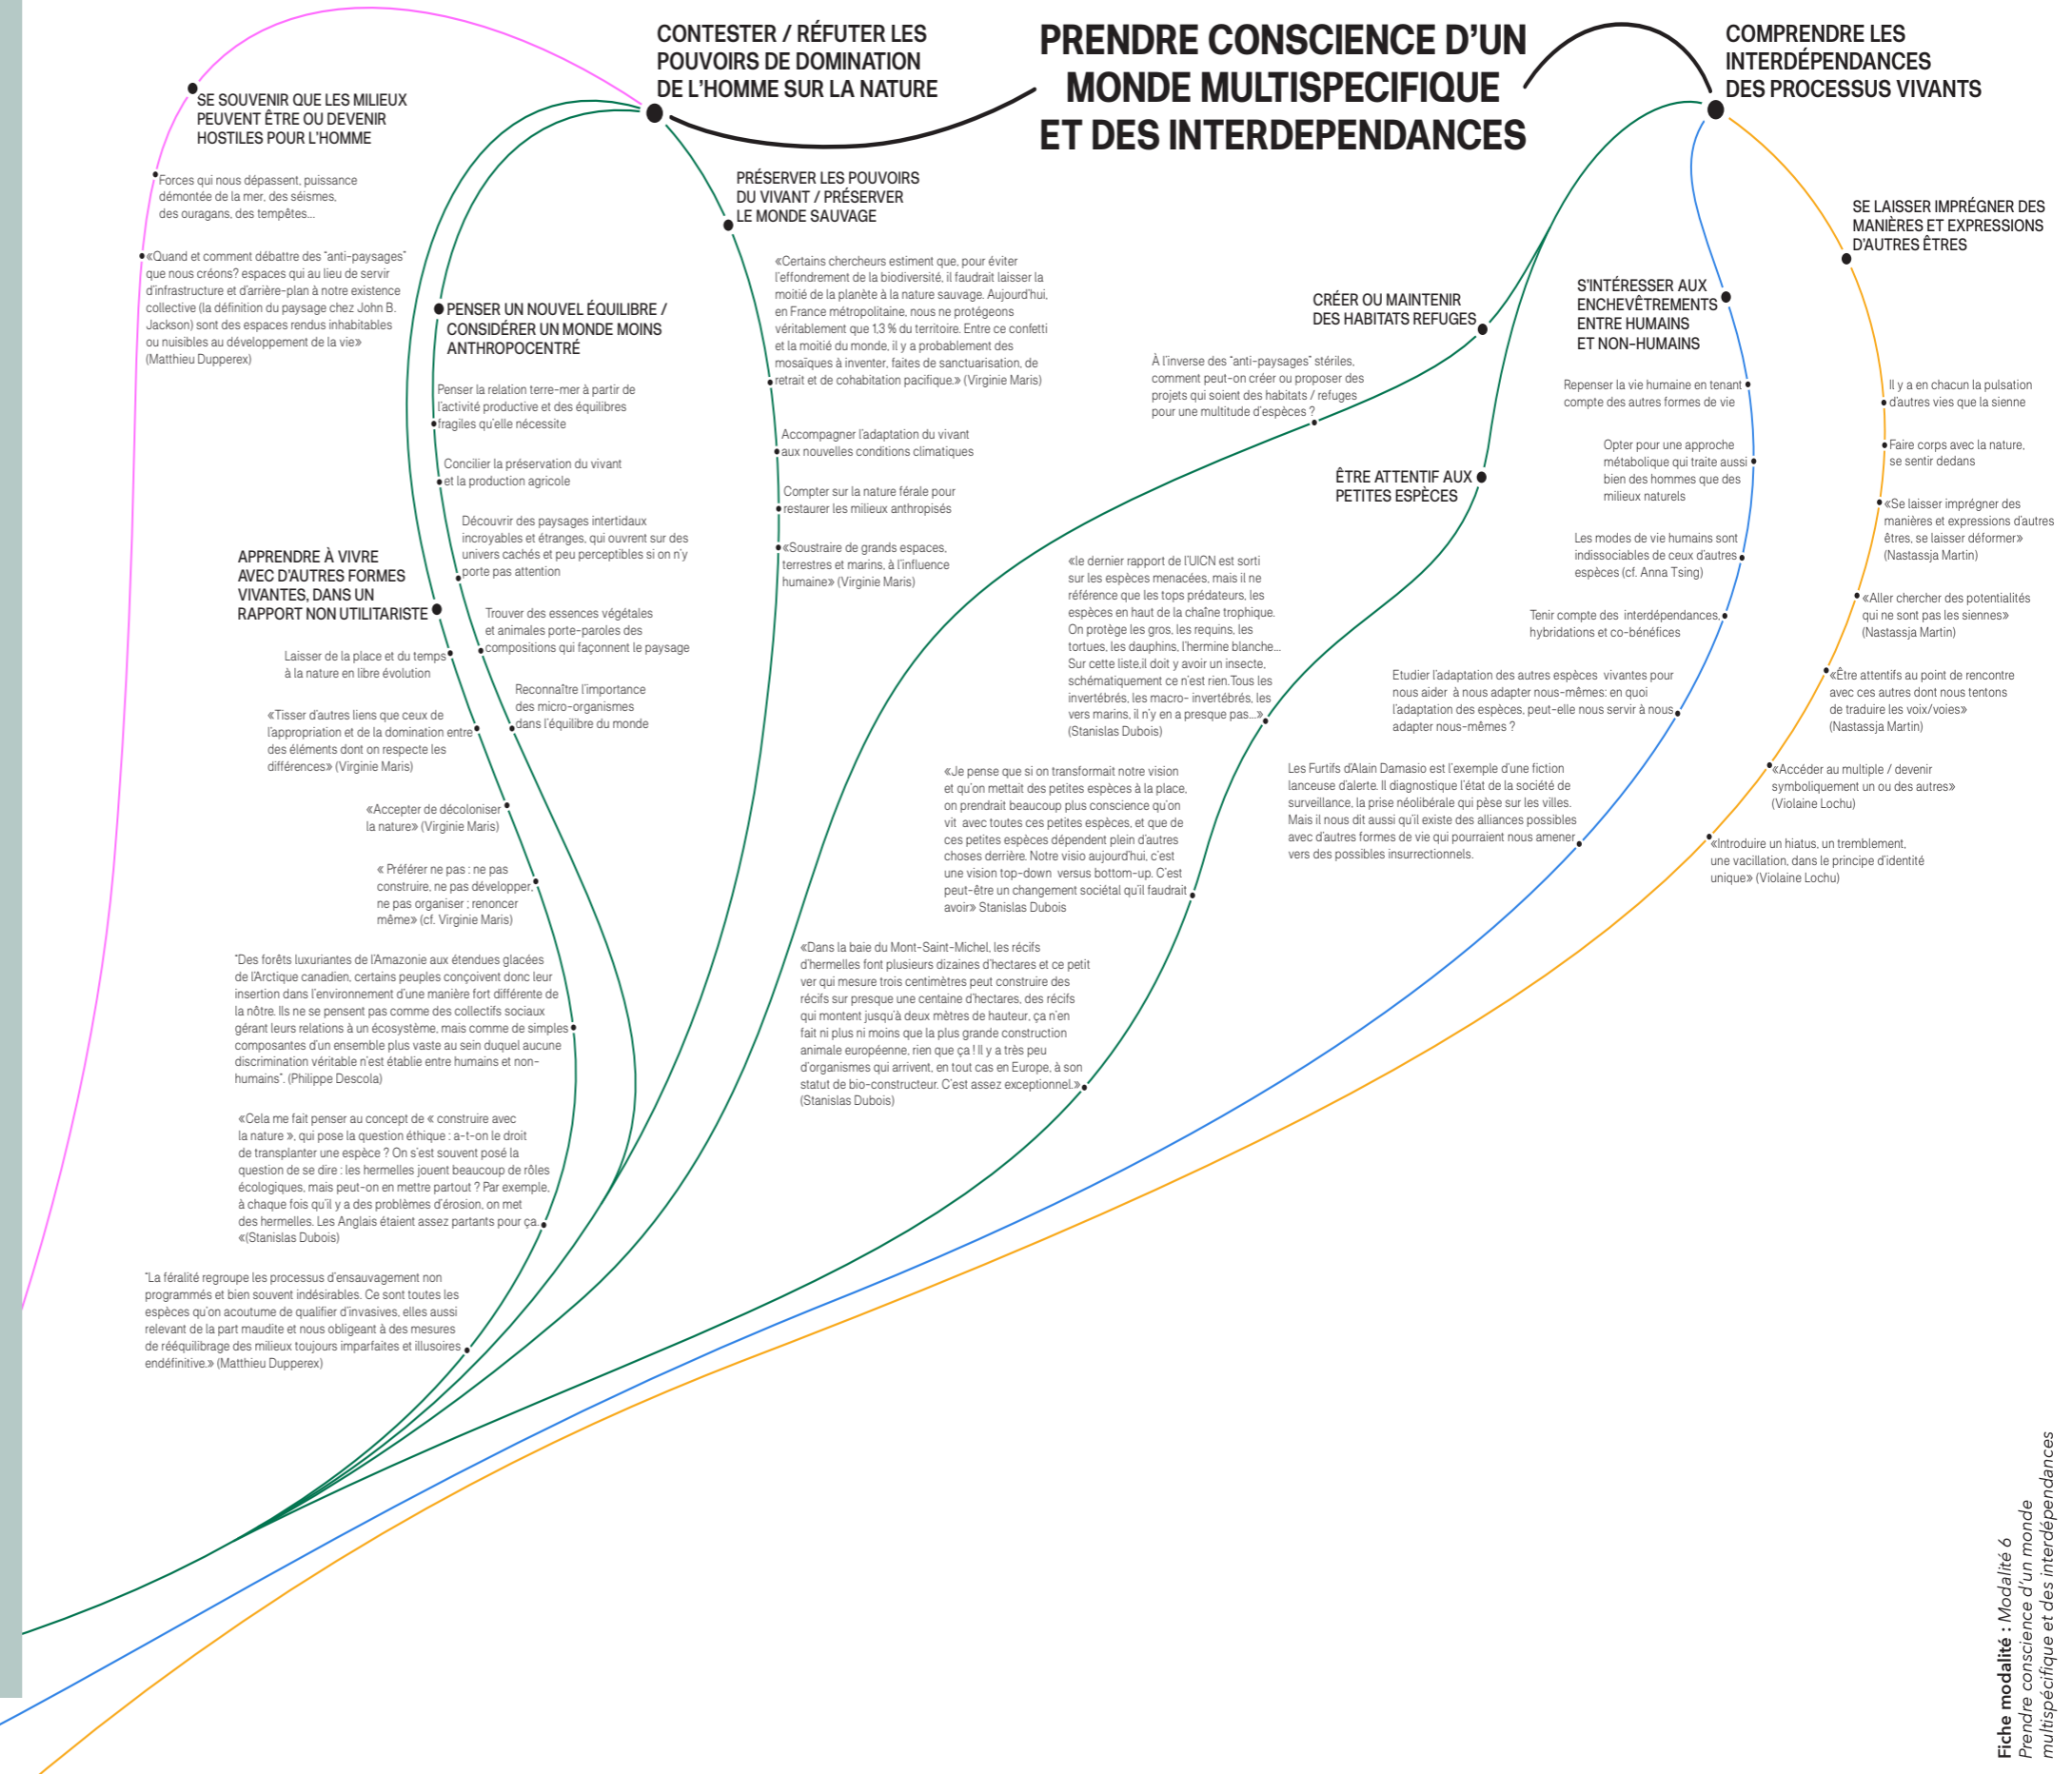 PRENDRE CONSCIENCE D'UN
MONDE MULTISPECIFIQUE
ET DES INTERDEPENDANCES
CONTESTER / RÉFUTER LES
POUVOIRS DE DOMINATION
DE L'HOMME SUR LA NATURE
SE SOUVENIR QUE LES MILIEUX
PEUVENT ÊTRE OU DEVENIR
HOSTILES POUR L'HOMME
Forces qui nous dépassent, puissance
démontée de la mer, des séismes,
des ouragans, des tempêtes...
«Quand et comment débattre des "anti-paysages"
que nous créons? espaces qui au lieu de servir
d'infrastructure et d'arrière-plan à notre existence
collective (la définition du paysage chez John B.
Jackson) sont des espaces rendus inhabitables
ou nuisibles au développement de la vie»
(Matthieu Dupperex)
APPRENDRE À VIVRE
AVEC D'AUTRES FORMES
VIVANTES, DANS UN
RAPPORT NON UTILITARISTE
Laisser de la place et du temps
à la nature en libre évolution
«Tisser d'autres liens que ceux de
l'appropriation et de la domination entre
des éléments dont on respecte les
différences» (Virginie Maris)
«Accepter de décoloniser
la nature» (Virginie Maris)
« Préférer ne pas : ne pas
construire, ne pas développer,
ne pas organiser ; renoncer
même» (cf. Virginie Maris)
"Des forêts luxuriantes de l'Amazonie aux étendues glacées
de l'Arctique canadien, certains peuples conçoivent donc leur
insertion dans l'environnement d'une manière fort différente de
la nôtre. Ils ne se pensent pas comme des collectifs sociaux
gérant leurs relations à un écosystème, mais comme de simples
composantes d'un ensemble plus vaste au sein duquel aucune
discrimination véritable n'est établie entre humains et non-
humains". (Philippe Descola)
«Cela me fait penser au concept de « construire avec
la nature », qui pose la question éthique : a-t-on le droit
de transplanter une espèce ? On s'est souvent posé la
question de se dire : les hermelles jouent beaucoup de rôles
écologiques, mais peut-on en mettre partout ? Par exemple,
à chaque fois qu'il y a des problèmes d'érosion, on met
des hermelles. Les Anglais étaient assez partants pour ça.
«(Stanislas Dubois)
"La féralité regroupe les processus d'ensauvagement non
programmés et bien souvent indésirables. Ce sont toutes les
espèces qu'on acoutume de qualifier d'invasives, elles aussi
relevant de la part maudite et nous obligeant à des mesures
de rééquilibrage des milieux toujours imparfaites et illusoires
endéfinitive.» (Matthieu Dupperex)
PENSER UN NOUVEL ÉQUILIBRE /
CONSIDÉRER UN MONDE MOINS
ANTHROPOCENTRÉ
Penser la relation terre-mer à partir de
l'activité productive et des équilibres
fragiles qu'elle nécessite
Concilier la préservation du vivant
et la production agricole
Découvrir des paysages intertidaux
incroyables et étranges, qui ouvrent sur des
univers cachés et peu perceptibles si on n'y
porte pas attention
Trouver des essences végétales
et animales porte-paroles des
compositions qui façonnent le paysage
Reconnaître l'importance
des micro-organismes
dans l'équilibre du monde
PRÉSERVER LES POUVOIRS
DU VIVANT / PRÉSERVER
LE MONDE SAUVAGE
«Certains chercheurs estiment que, pour éviter
l'effondrement de la biodiversité, il faudrait laisser la
moitié de la planète à la nature sauvage. Aujourd'hui,
en France métropolitaine, nous ne protégeons
véritablement que 1,3 % du territoire. Entre ce confetti
et la moitié du monde, il y a probablement des
mosaïques à inventer, faites de sanctuarisation, de
retrait et de cohabitation pacifique.» (Virginie Maris)
Accompagner l'adaptation du vivant
aux nouvelles conditions climatiques
Compter sur la nature férale pour
restaurer les milieux anthropisés
«Soustraire de grands espaces,
terrestres et marins, à l'influence
humaine» (Virginie Maris)
COMPRENDRE LES
INTERDÉPENDANCES
DES PROCESSUS VIVANTS
CRÉER OU MAINTENIR
DES HABITATS REFUGES
À l'inverse des "anti-paysages" stériles,
comment peut-on créer ou proposer des
projets qui soient des habitats / refuges
pour une multitude d'espèces ?
ÊTRE ATTENTIF AUX
PETITES ESPÈCES
«le dernier rapport de l'UICN est sorti
sur les espèces menacées, mais il ne
référence que les tops prédateurs, les
espèces en haut de la chaîne trophique.
On protège les gros, les requins, les
tortues, les dauphins, l'hermine blanche...
Sur cette liste,il doit y avoir un insecte,
schématiquement ce n'est rien.Tous les
invertébrés, les macro- invertébrés, les
vers marins, il n'y en a presque pas...»
(Stanislas Dubois)
«Je pense que si on transformait notre vision
et qu'on mettait des petites espèces à la place,
on prendrait beaucoup plus conscience qu'on
vit  avec toutes ces petites espèces, et que de
ces petites espèces dépendent plein d'autres
choses derrière. Notre visio aujourd'hui, c'est
une vision top-down  versus bottom-up. C'est
peut-être un changement sociétal qu'il faudrait
avoir» Stanislas Dubois
«Dans la baie du Mont-Saint-Michel, les récifs
d'hermelles font plusieurs dizaines d'hectares et ce petit
ver qui mesure trois centimètres peut construire des
récifs sur presque une centaine d'hectares, des récifs
qui montent jusqu'à deux mètres de hauteur, ça n'en
fait ni plus ni moins que la plus grande construction
animale européenne, rien que ça ! Il y a très peu
d'organismes qui arrivent, en tout cas en Europe, à son
statut de bio-constructeur. C'est assez exceptionnel.»
(Stanislas Dubois)
S'INTÉRESSER AUX
ENCHEVÊTREMENTS
ENTRE HUMAINS
ET NON-HUMAINS
Repenser la vie humaine en tenant
compte des autres formes de vie
Opter pour une approche
métabolique qui traite aussi
bien des hommes que des
milieux naturels
Les modes de vie humains sont
indissociables de ceux d'autres
espèces (cf. Anna Tsing)
Tenir compte des  interdépendances,
hybridations et co-bénéfices
Etudier l'adaptation des autres espèces  vivantes pour
nous aider  à nous adapter nous-mêmes: en quoi
l'adaptation des espèces, peut-elle nous servir à nous
adapter nous-mêmes ?
Les Furtifs d'Alain Damasio est l'exemple d'une fiction
lanceuse d'alerte. Il diagnostique l'état de la société de
surveillance, la prise néolibérale qui pèse sur les villes.
Mais il nous dit aussi qu'il existe des alliances possibles
avec d'autres formes de vie qui pourraient nous amener
vers des possibles insurrectionnels.
SE LAISSER IMPRÉGNER DES
MANIÈRES ET EXPRESSIONS
D'AUTRES ÊTRES
Il y a en chacun la pulsation
d'autres vies que la sienne
Faire corps avec la nature,
se sentir dedans
«Se laisser imprégner des
manières et expressions d'autres
êtres, se laisser déformer»
(Nastassja Martin)
«Aller chercher des potentialités
qui ne sont pas les siennes»
(Nastassja Martin)
«Être attentifs au point de rencontre
avec ces autres dont nous tentons
de traduire les voix/voies»
(Nastassja Martin)
«Accéder au multiple / devenir
symboliquement un ou des autres»
(Violaine Lochu)
«Introduire un hiatus, un tremblement,
une vacillation, dans le principe d'identité
unique» (Violaine Lochu)
Fiche modalité : Modalité 6
Prendre conscience d'un monde
multispécifique et des interdépendances